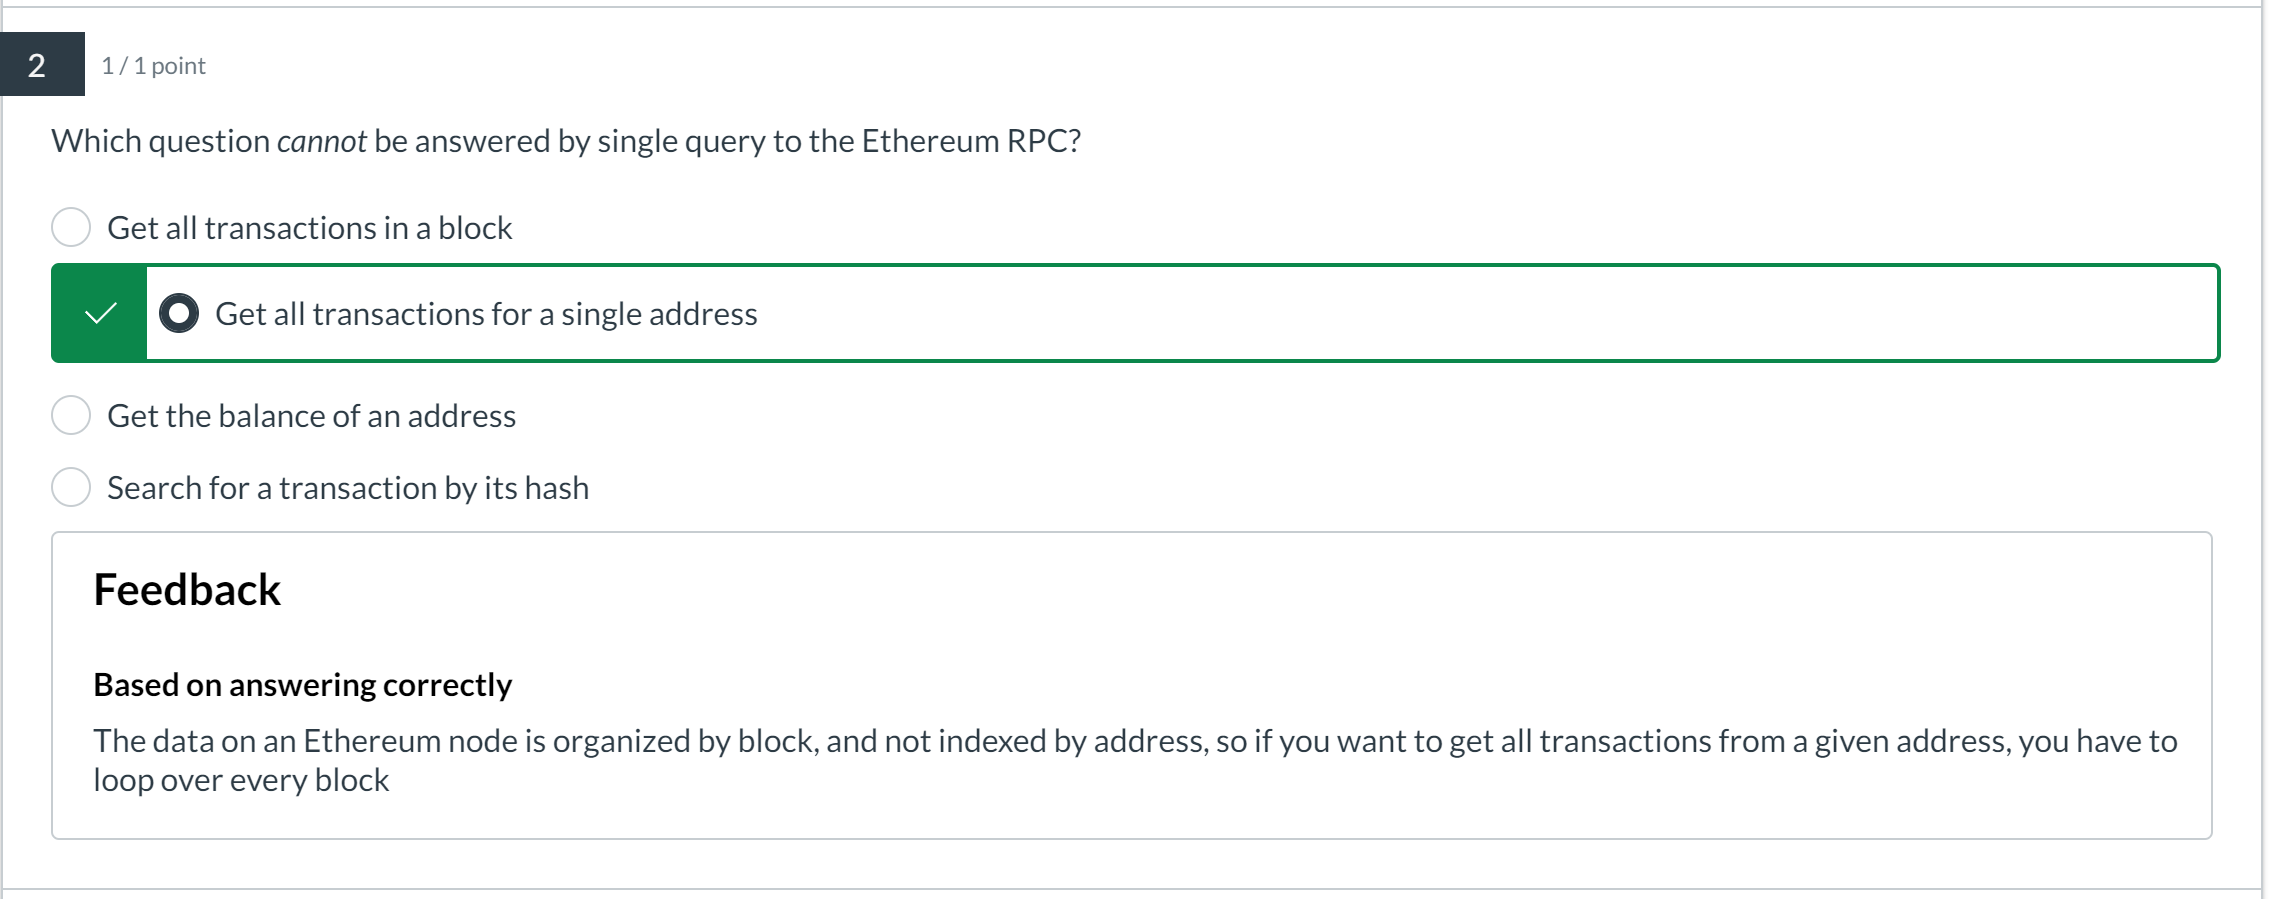 2
1 / 1 point
Which question cannot be answered by single query to the Ethereum RPC?
Get all transactions in a block
Get all transactions for a single address
Get the balance of an address
Search for a transaction by its hash
Feedback
Based on answering correctly
The data on an Ethereum node is organized by block, and not indexed by address, so if you want to get all transactions from a given address, you have to
loop over every block